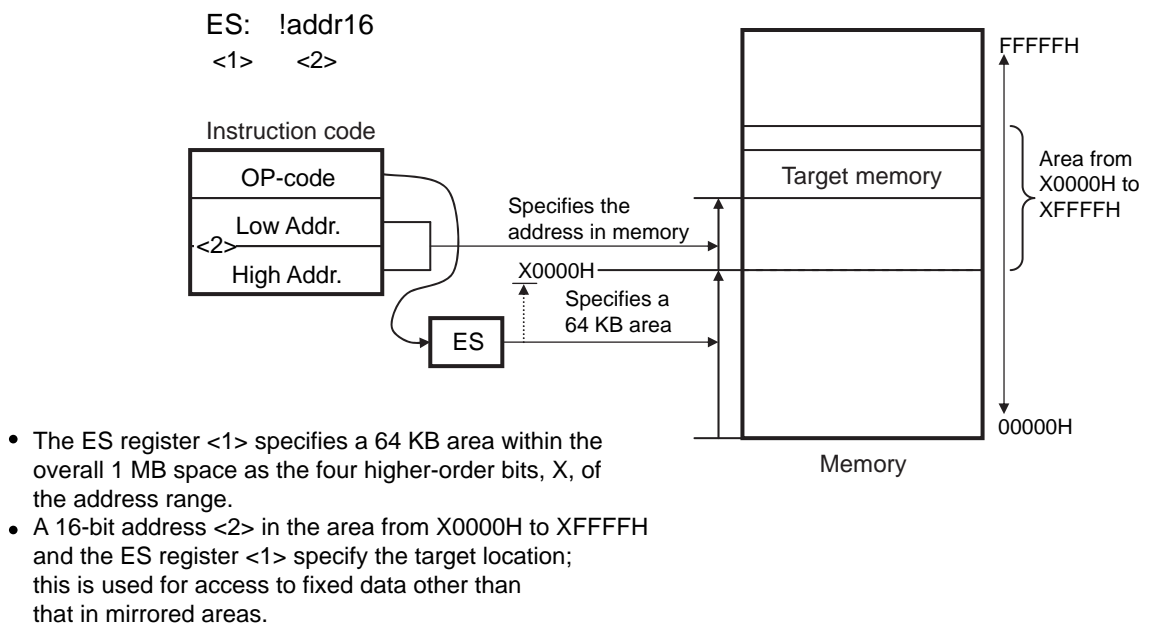 ES: !addr16
<1> <2>
Instruction code
OP-code
Low Addr.
<2>
High Addr.
ES
Specifies the
address in memory
X0000H
Specifies a
64 KB area
Target memory
Memory
FFFFFH
Area from
X0000H to
XFFFFH
00000H
• The ES register <1> specifies a 64 KB area within the
overall 1 MB space as the four higher-order bits, X, of
the address range.
• A 16-bit address <2> in the area from X0000H to XFFFFH
and the ES register <1> specify the target location;
this is used for access to fixed data other than
that in mirrored areas.